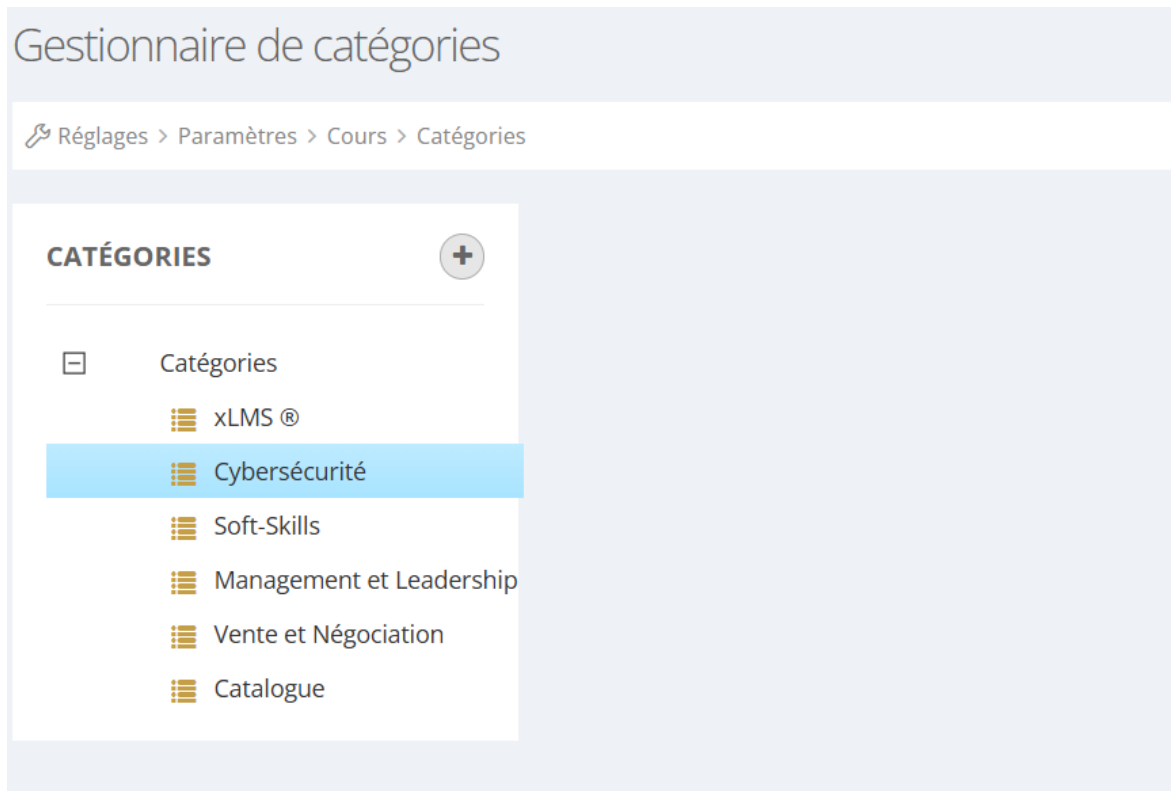 Gestionnaire de catégories
Réglages > Paramètres > Cours > Catégories
CATÉGORIES
Catégories
xLMS ®
Cybersécurité
Soft-Skills
Management et Leadership
Vente et Négociation
Catalogue